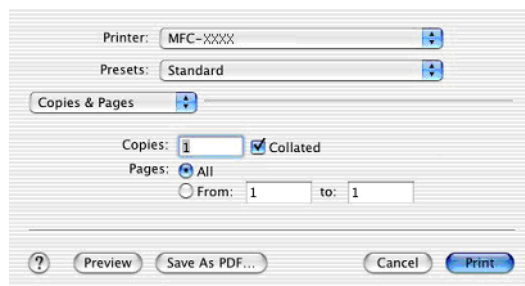 Printer: MFC-XXXX
Presets: Standard
Copies & Pages
Copies: 1 Collated
Pages: All
From: 1 to: 1
? Preview Save As PDF... Cancel Print